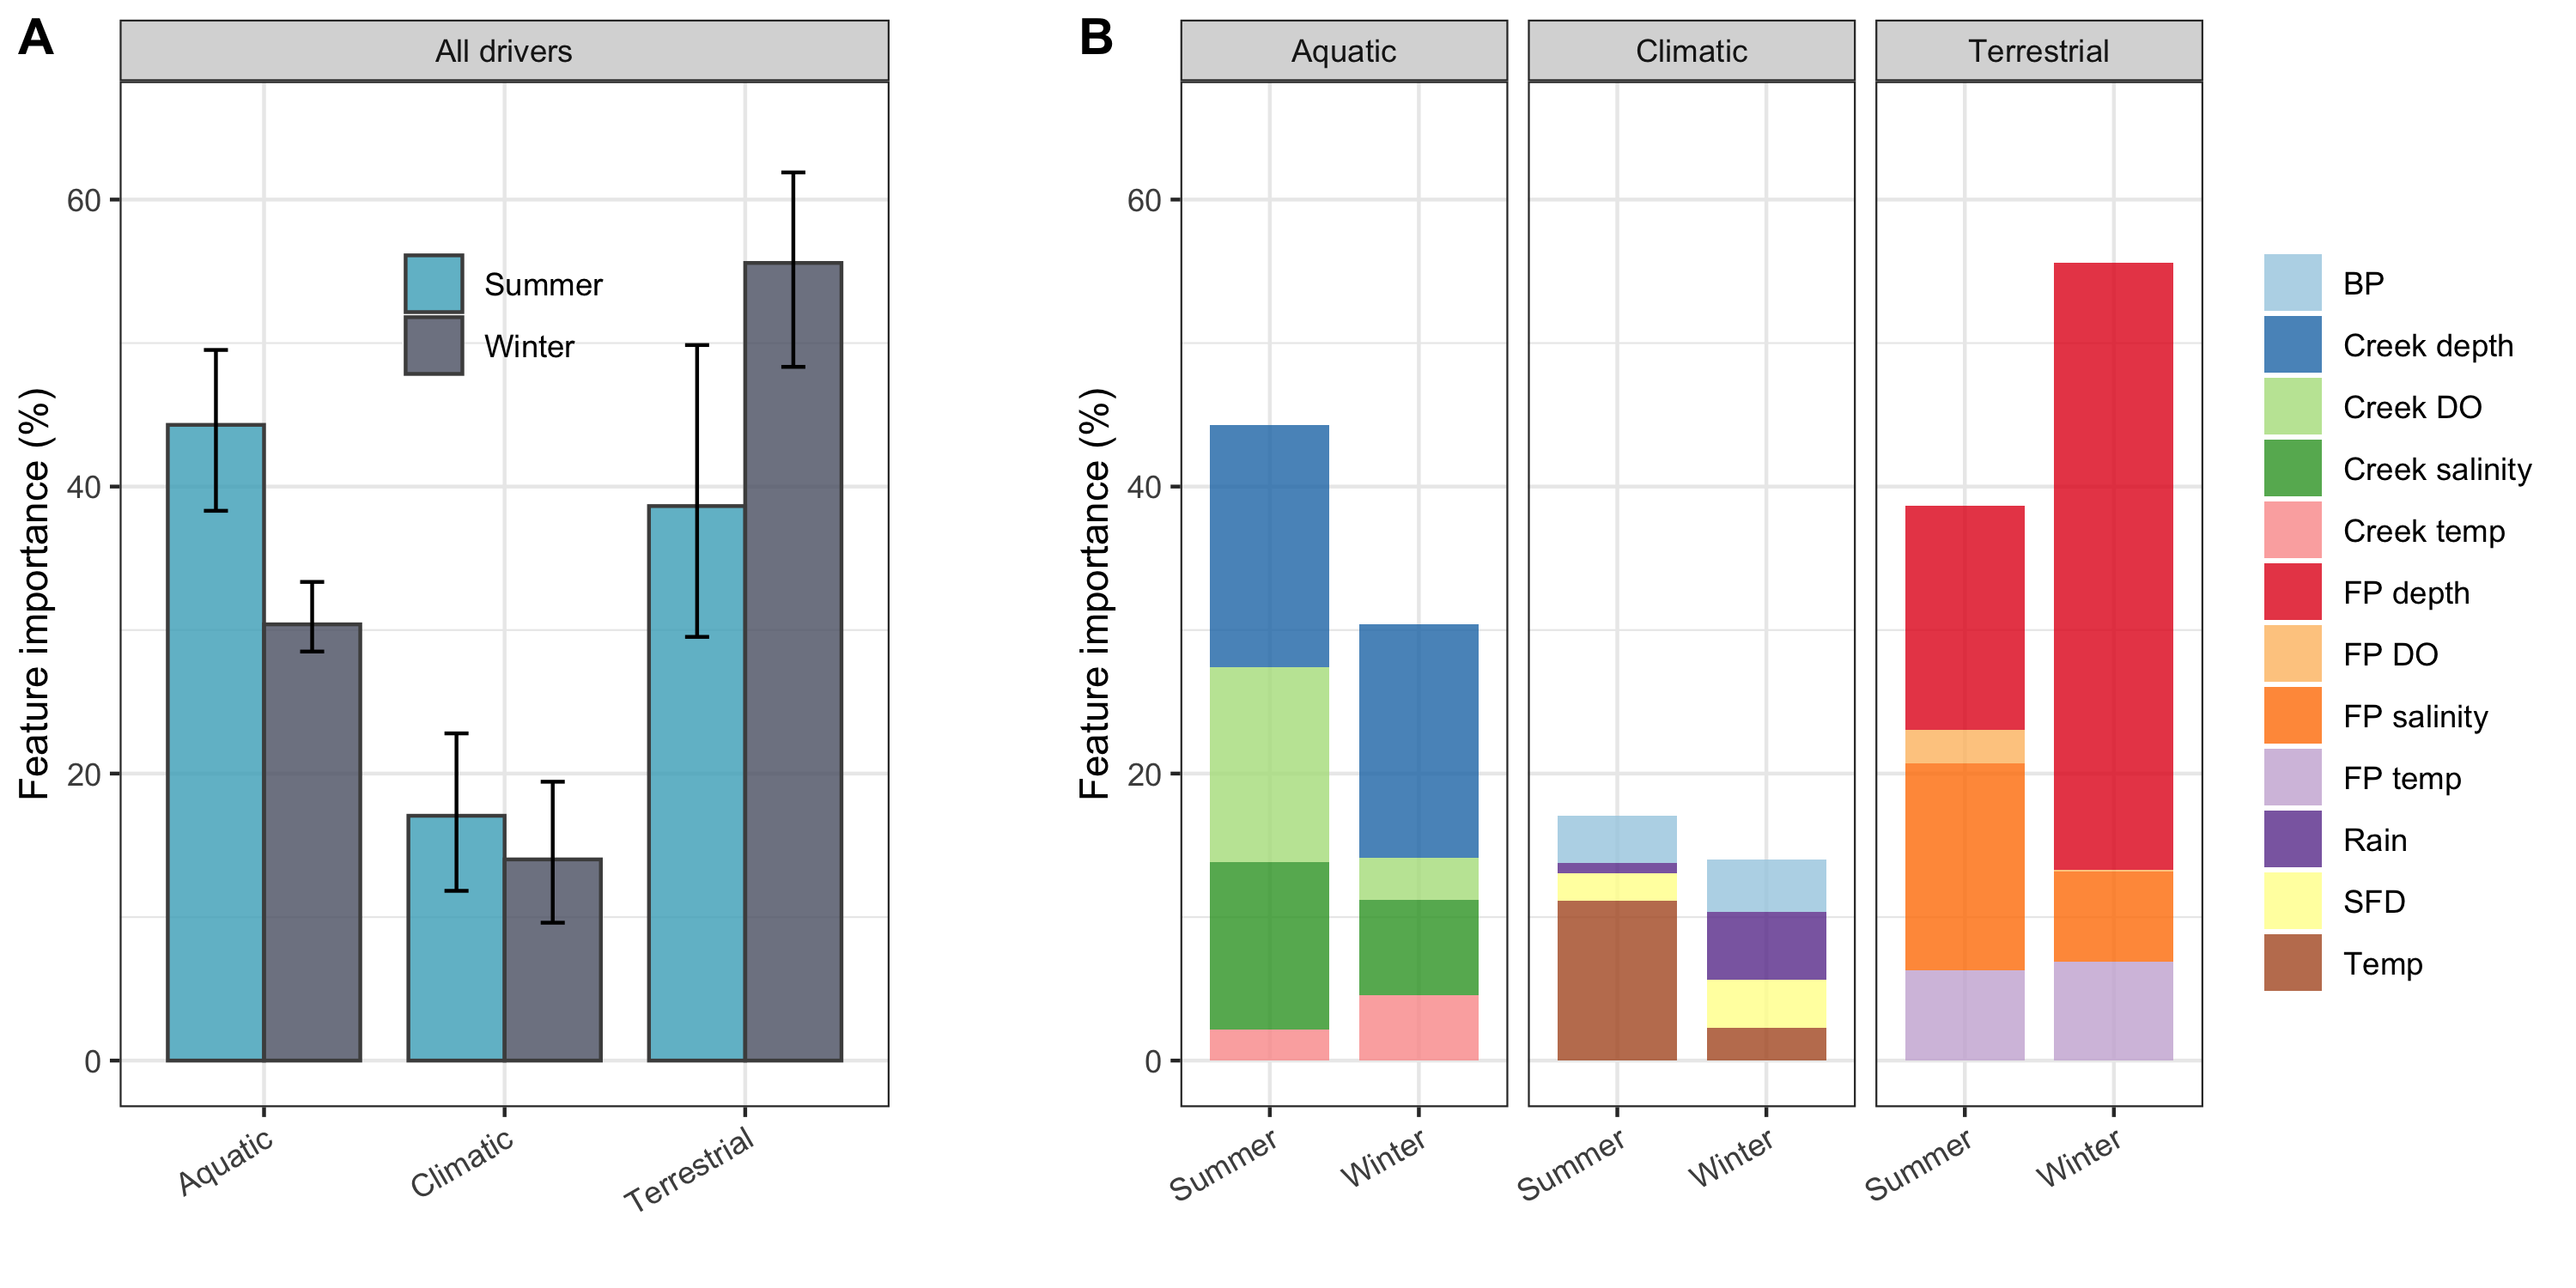 A
All drivers
Feature importance (%)
60
40
20
0
Summer
Winter
Aquatic
Climatic
Terrestrial
B
Aquatic
Climatic
Terrestrial
Feature importance (%)
60
40
20
0
Summer
Winter
Summer
Winter
Summer
Winter
BP
Creek depth
Creek DO
Creek salinity
Creek temp
FP depth
FP DO
FP salinity
FP temp
Rain
SFD
Temp